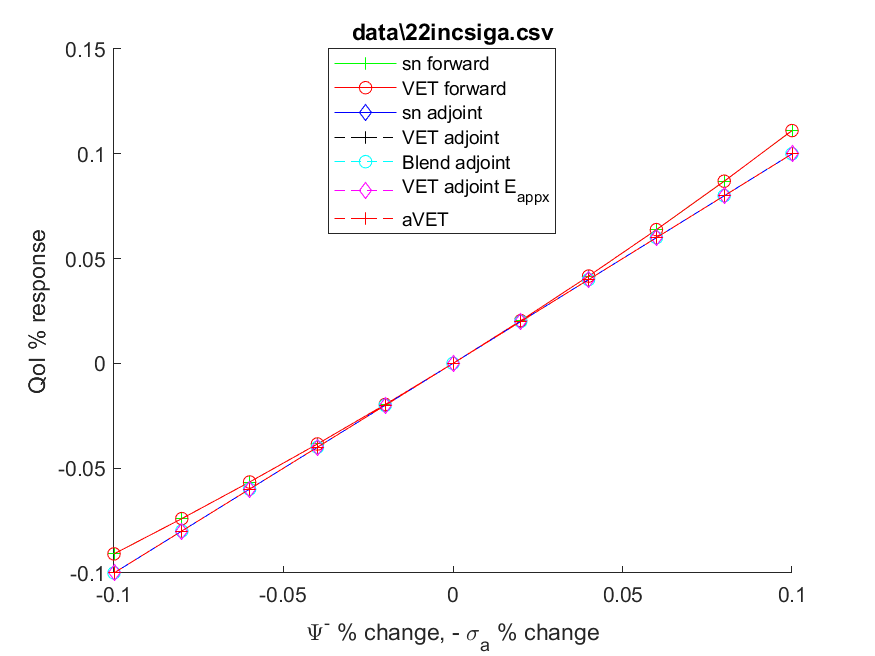 data\22incsiga.csv
sn forward
VET forward
sn adjoint
VET adjoint
Blend adjoint
VET adjoint E_appx
aVET
0.15
0.1
0.05
0
-0.05
-0.1
QoI % response
-0.1 -0.05 0 0.05 0.1
Ψ⁻ % change, - σ_a % change